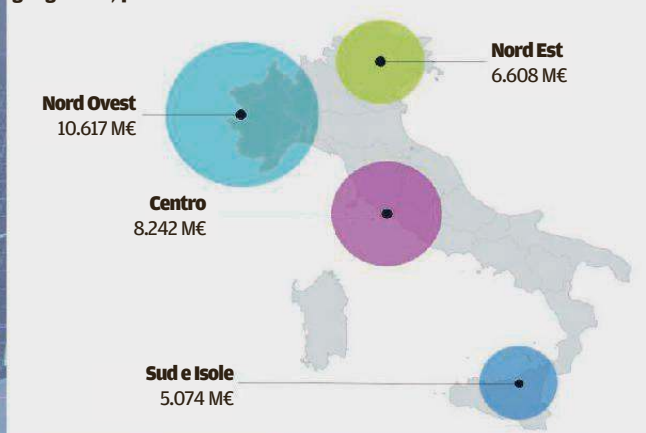 Nord Est
6.608 M€
Nord Ovest
10.617 M€
Centro
8.242 M€
Sud e Isole
5.074 M€